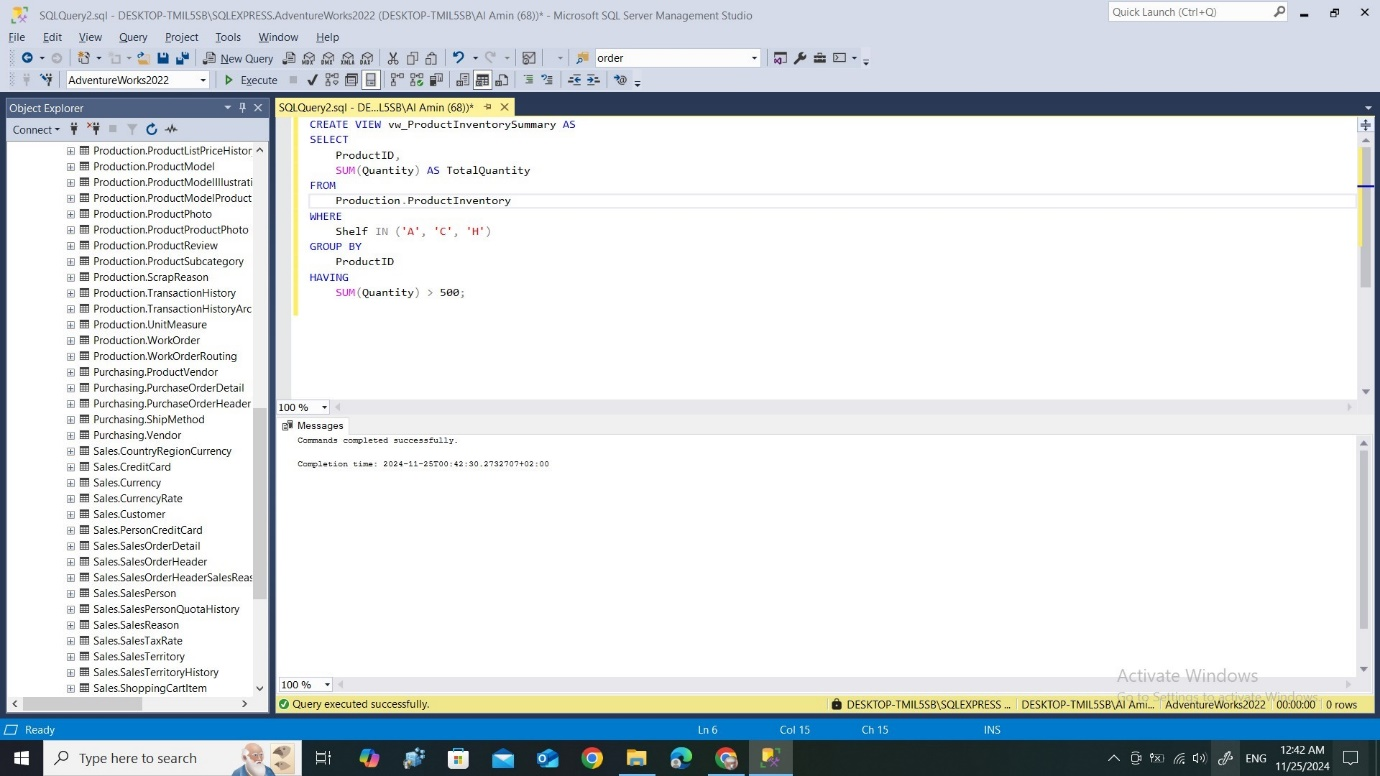 SQLQuery2.sql - DESKTOP-TMIL5SB\SQLEXPRESS.AdventureWorks2022 (DESKTOP-TMIL5SB\Al Amin (68))* - Microsoft SQL Server Management Studio
Quick Launch (Ctrl+Q)
File Edit View Query Project Tools Window Help
New Query
order
AdventureWorks2022
Execute
Object Explorer
Connect
Production.ProductListPriceHistor
Production.ProductModel
Production.ProductModelIllustrati
Production.ProductModelProduct
Production.ProductPhoto
Production.ProductProductPhoto
Production.ProductReview
Production.ProductSubcategory
Production.ScrapReason
Production.TransactionHistory
Production.TransactionHistoryArc
Production.UnitMeasure
Production.WorkOrder
Production.WorkOrderRouting
Purchasing.ProductVendor
Purchasing.PurchaseOrderDetail
Purchasing.PurchaseOrderHeader
Purchasing.ShipMethod
Purchasing.Vendor
Sales.CountryRegionCurrency
Sales.CreditCard
Sales.Currency
Sales.CurrencyRate
Sales.Customer
Sales.PersonCreditCard
Sales.SalesOrderDetail
Sales.SalesOrderHeader
Sales.SalesOrderHeaderSalesReas
Sales.SalesPerson
Sales.SalesPersonQuotaHistory
Sales.SalesReason
Sales.SalesTaxRate
Sales.SalesTerritory
Sales.SalesTerritoryHistory
Sales.ShoppingCartItem
SQLQuery2.sql - DE...L5SB\Al Amin (68))*
CREATE VIEW vw_ProductInventorySummary AS
SELECT
ProductID,
SUM(Quantity) AS TotalQuantity
FROM
Production.ProductInventory
WHERE
Shelf IN ('A', 'C', 'H')
GROUP BY
ProductID
HAVING
SUM(Quantity) > 500;
100 %
Messages
Commands completed successfully.
Completion time: 2024-11-25T00:42:30.2732707+02:00
100 %
Activate Windows
Go to Settings to activate Windows.
Query executed successfully.
DESKTOP-TMIL5SB\SQLEXPRESS ... DESKTOP-TMIL5SB\Al Ami... AdventureWorks2022 00:00:00 0 rows
Ready
Ln 6 Col 15 Ch 15 INS
Type here to search
ENG
12:42 AM
11/25/2024